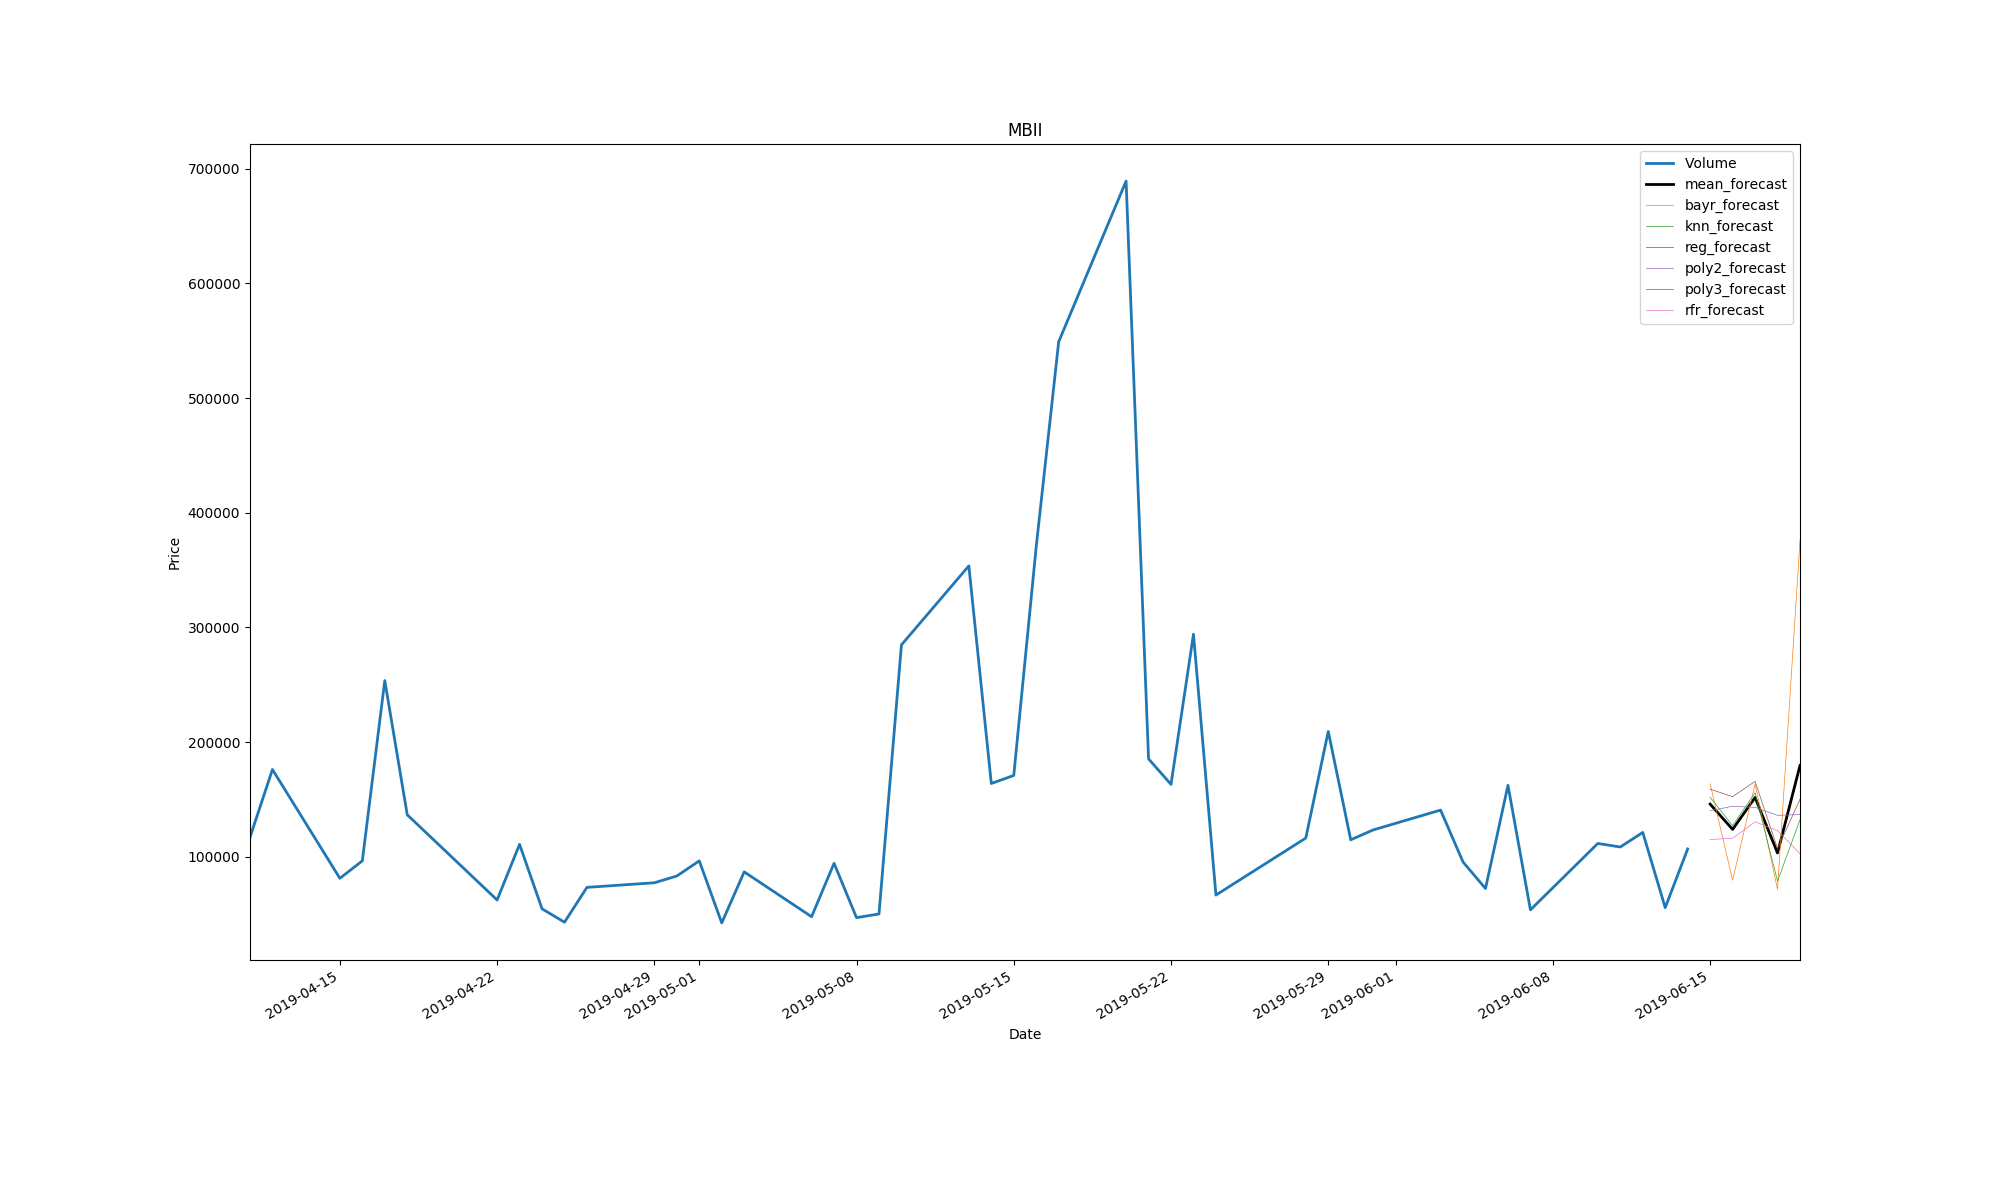 MBII
700000
600000
500000
400000
300000
200000
100000
Price
Volume
mean_forecast
bayr_forecast
knn_forecast
reg_forecast
poly2_forecast
poly3_forecast
rfr_forecast
2019-04-15
2019-04-22
2019-04-29
2019-05-01
2019-05-08
2019-05-15
2019-05-22
2019-05-29
2019-06-01
2019-06-08
2019-06-15
Date